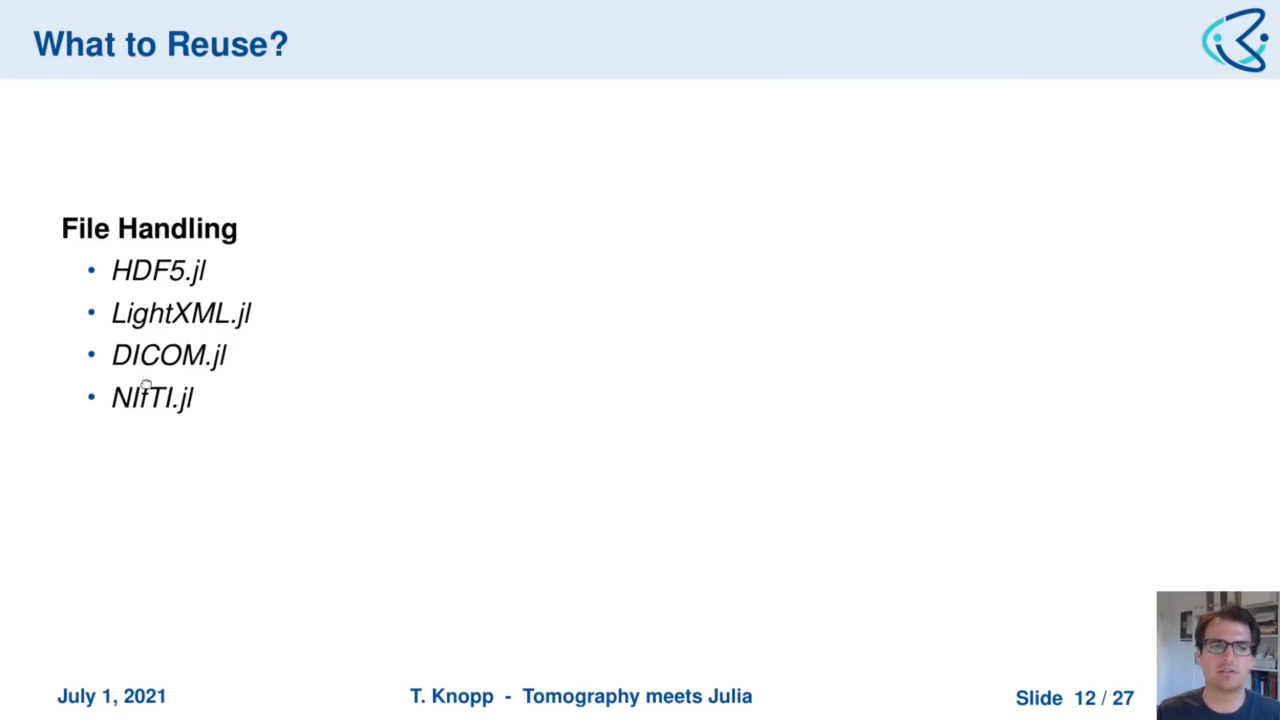 What to Reuse?
File Handling
• HDF5.jl
• LightXML.jl
• DICOM.jl
• NIfTI.jl
July 1, 2021
T. Knopp - Tomography meets Julia
Slide 12 / 27